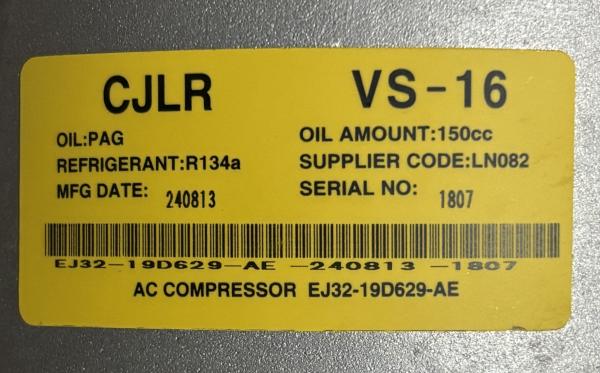 CJLR VS-16
OIL:PAG OIL AMOUNT:150cc
REFRIGERANT:R134a SUPPLIER CODE:LN082
MFG DATE: 240813 SERIAL NO: 1807
EJ32-19D629-AE -240813 -1807
AC COMPRESSOR EJ32-19D629-AE